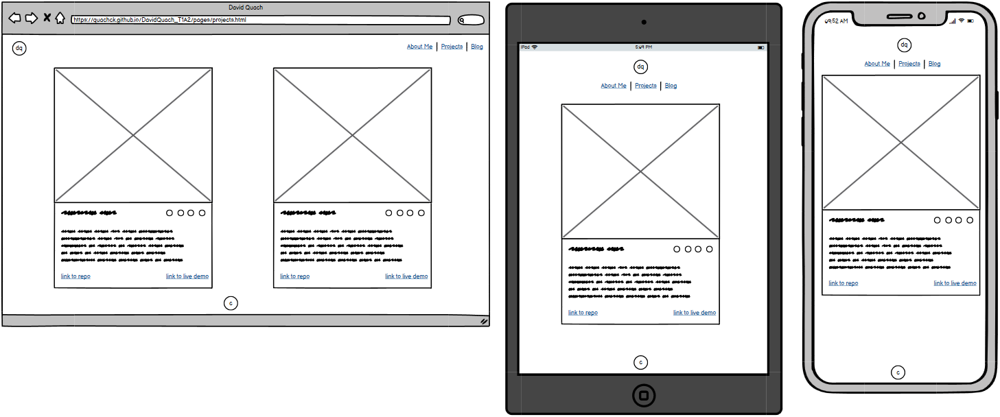 David Quach
https://quachck.github.io/DavidQuach_T1A2/pages/projects.html
dq
About Me | Projects | Blog
link to repo link to live demo
link to repo link to live demo
c
iPad 5:09 PM
dq
About Me | Projects | Blog
link to repo link to live demo
c
09:52 AM
dq
About Me | Projects | Blog
link to repo link to live demo
c